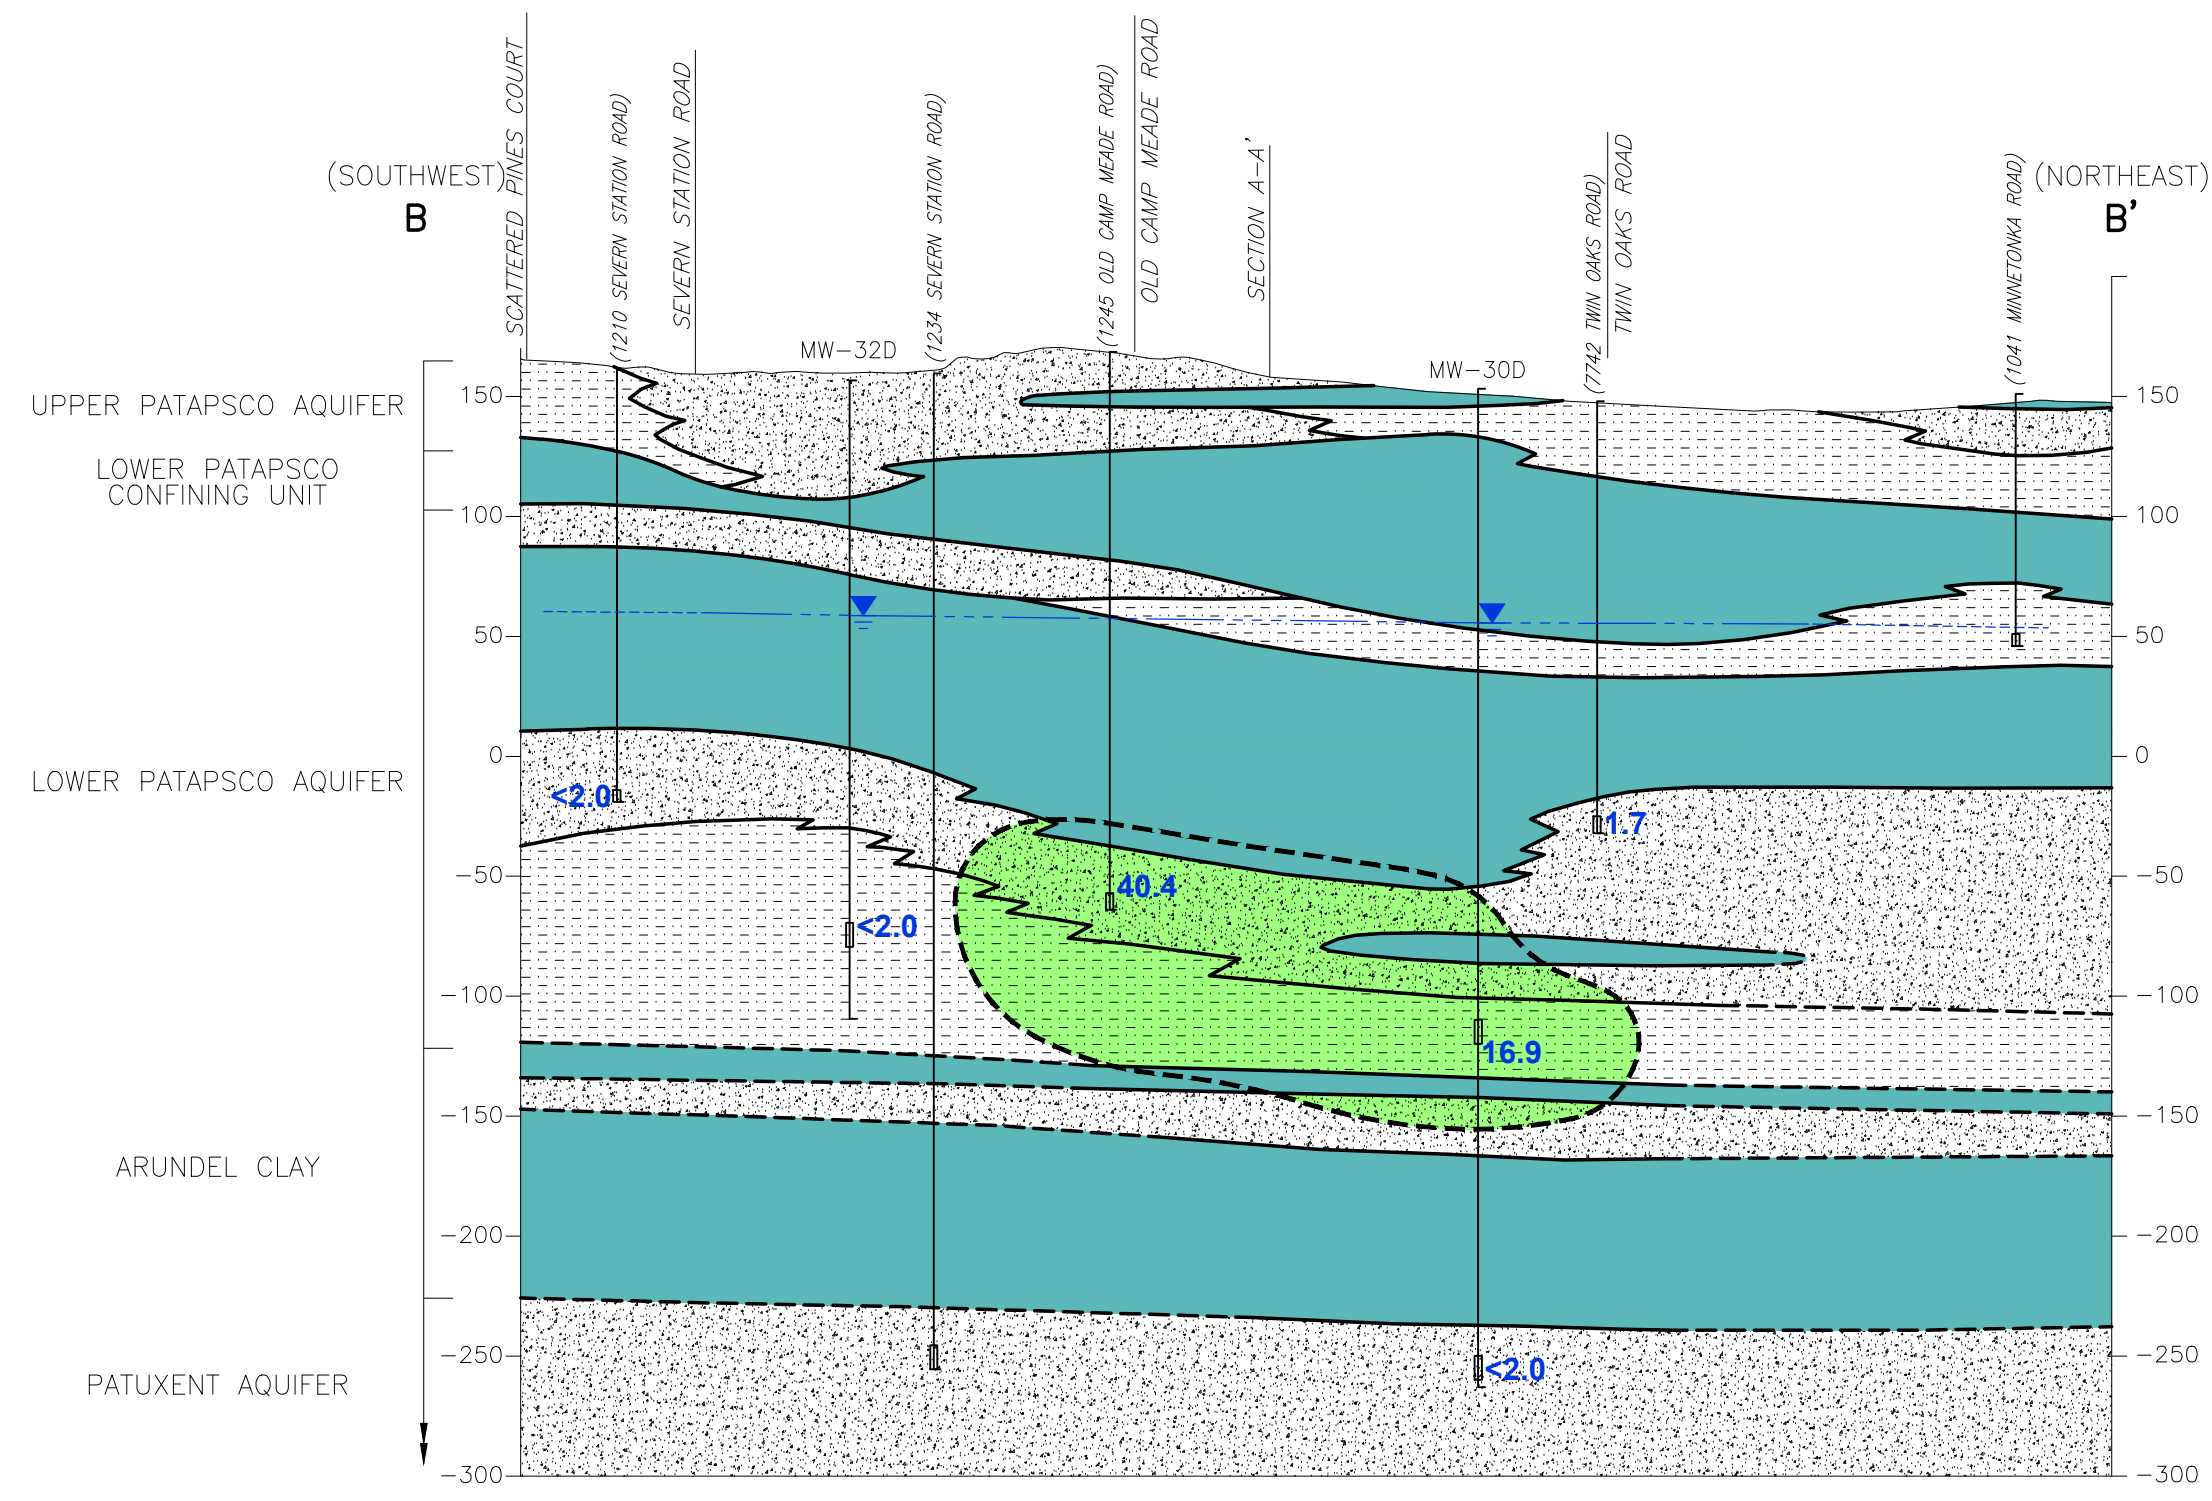 SCATTERED PINES COURT
(1210 SEVERN STATION ROAD)
SEVERN STATION ROAD
(1234 SEVERN STATION ROAD)
(1245 OLD CAMP MEADE ROAD)
OLD CAMP MEADE ROAD
SECTION A-A'
(7742 TWIN OAKS ROAD)
TWIN OAKS ROAD
(1041 MINNETONKA ROAD)
(SOUTHWEST)
B
(NORTHEAST)
B'
MW-32D
MW-30D
UPPER PATAPSCO AQUIFER
LOWER PATAPSCO
CONFINING UNIT
LOWER PATAPSCO AQUIFER
ARUNDEL CLAY
PATUXENT AQUIFER
150
100
50
0
-50
-100
-150
-200
-250
-300
<2.0
<2.0
40.4
1.7
16.9
<2.0
150
100
50
0
-50
-100
-150
-200
-250
-300